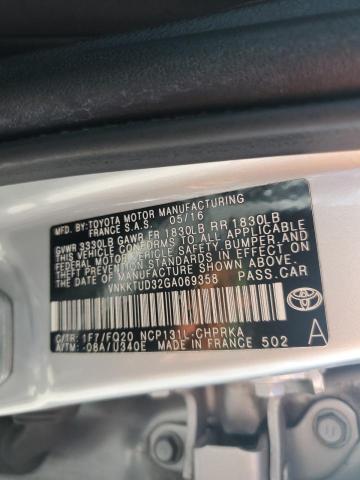 MFD. BY:TOYOTA MOTOR MANUFACTURING
FRANCE S.A.S. 05/16
GVWR 3330LB GAWR FR 1830LB RR 1830LB
THIS VEHICLE CONFORMS TO ALL APPLICABLE
FEDERAL MOTOR VEHICLE SAFETY, BUMPER, AND
THEFT PREVENTION STANDARDS IN EFFECT ON
THE DATE OF MANUFACTURE SHOWN ABOVE.
VNKKTUD32GA069358 PASS.CAR
C/TR: 1F7/FQ20 NCP131L-CHPRKA
A/TM: -08A/U340E MADE IN FRANCE 502
A